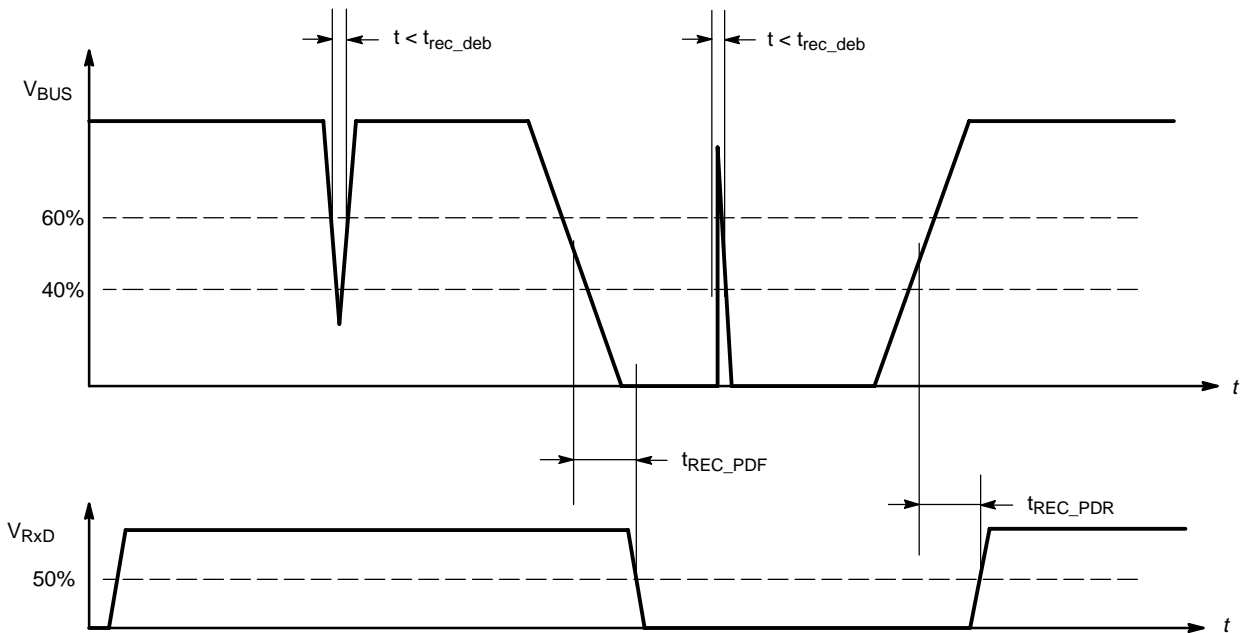 t < trec_deb
t < trec_deb
VBUS
60%
40%
t
tREC_PDF
tREC_PDR
VRxD
50%
t